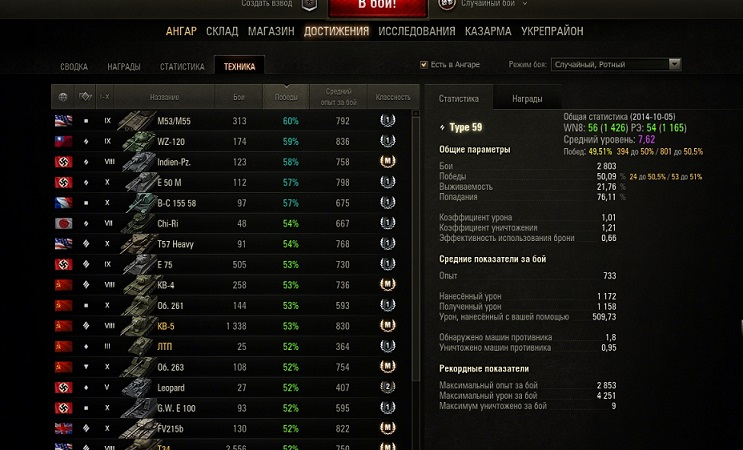 Создать взвод В бой! Случайный бой
АНГАР СКЛАД МАГАЗИН ДОСТИЖЕНИЯ ИССЛЕДОВАНИЯ КАЗАРМА УКРЕПРАЙОН
СВОДКА НАГРАДЫ СТАТИСТИКА ТЕХНИКА Есть в Ангаре Режим боя: Случайный, Ротный
I-X Название Бои Победы Средний опыт за бой Классность
IX M53/M55 313 60% 792 1
IX WZ-120 174 59% 836 1
VIII Indien-Pz. 123 58% 758 M
X E 50 M 112 57% 798 1
X B-C 155 58 97 57% 675 1
VII Chi-Ri 48 54% 667 1
X T57 Heavy 91 54% 768 1
IX E 75 505 53% 730 1
VIII КВ-4 258 53% 736 M
X Об. 261 144 53% 593 1
VIII КВ-5 1 338 53% 830 M
III ЛТП 25 52% 364 1
X Об. 263 108 52% 754 M
V Leopard 27 52% 407 2
X G.W. E 100 93 52% 595 1
X FV215b 130 52% 822 M
VIII T34 2 556 52% 750 M
Статистика Награды
Type 59
Общая статистика (2014-10-05)
WN8: 56 (1 426) РЭ: 54 (1 165)
Средний уровень: 7,62
Побед: 49,51% 394 до 50% / 801 до 50,5%
Общие параметры
Бои 2 803
Победы 50,09 % 24 до 50,5% / 53 до 51%
Выживаемость 21,76 %
Попадания 76,11 %
Коэффициент урона 1,01
Коэффициент уничтожения 1,21
Эффективность использования брони 0,66
Средние показатели за бой
Опыт 733
Нанесённый урон 1 172
Полученный урон 1 158
Урон, нанесённый с вашей помощью 509,73
Обнаружено машин противника 1,8
Уничтожено машин противника 0,95
Рекордные показатели
Максимальный опыт за бой 2 853
Максимальный урон за бой 4 251
Максимум уничтожено за бой 9